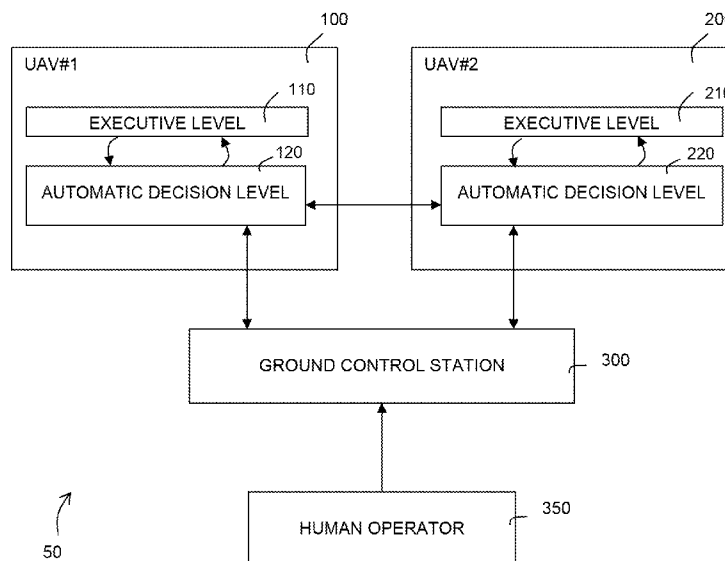 100
UAV#1
110
EXECUTIVE LEVEL
120
AUTOMATIC DECISION LEVEL
UAV#2
210
EXECUTIVE LEVEL
220
AUTOMATIC DECISION LEVEL
GROUND CONTROL STATION
300
HUMAN OPERATOR
350
50